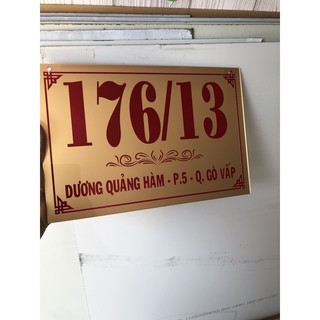 176/13
DƯƠNG QUẢNG HÀM - P.5 - Q. GÒ VẤP